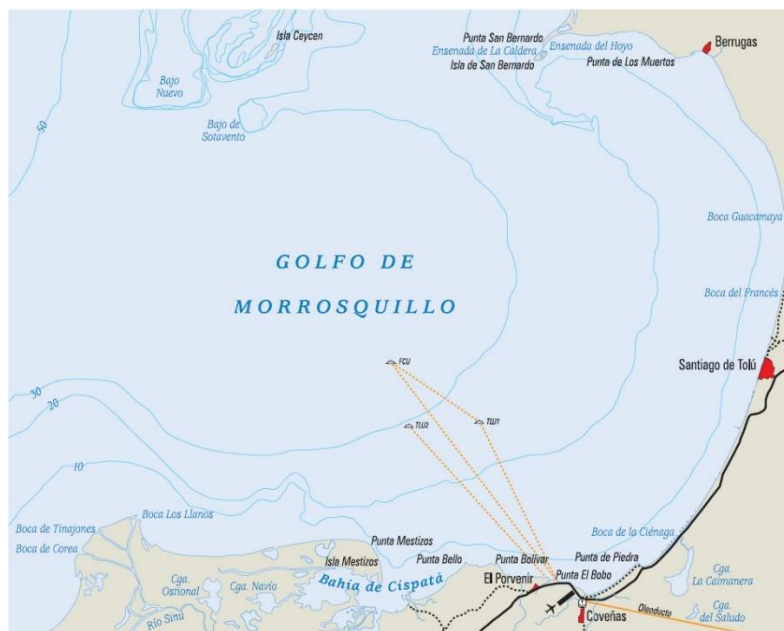 Isla Ceycen
Punta San Bernardo
Ensenada de La Caldera
Isla de San Bernardo
Ensenada del Hoyo
Punta de Los Muertos
Berrugas
Bajo
Nuevo
Bajo de
Sotavento
50
Boca Guacamaya
GOLFO DE
MORROSQUILLO
Boca del Francés
Santiago de Tolú
FCU
TLU2
TLU1
30
20
10
Boca Los Llanos
Boca de Tinajones
Boca de Corea
Boca de la Ciénaga
Punta Mestizos
Isla Mestizos
Punta Bello
Punta Bolívar
Punta de Piedra
Punta El Bobo
El Porvenir
Bahía de Cispatá
Cga.
Ostional
Cga. Navío
Río Sinú
Cga.
La Caimanera
Coveñas
Oleoducto
Cga.
del Saludo